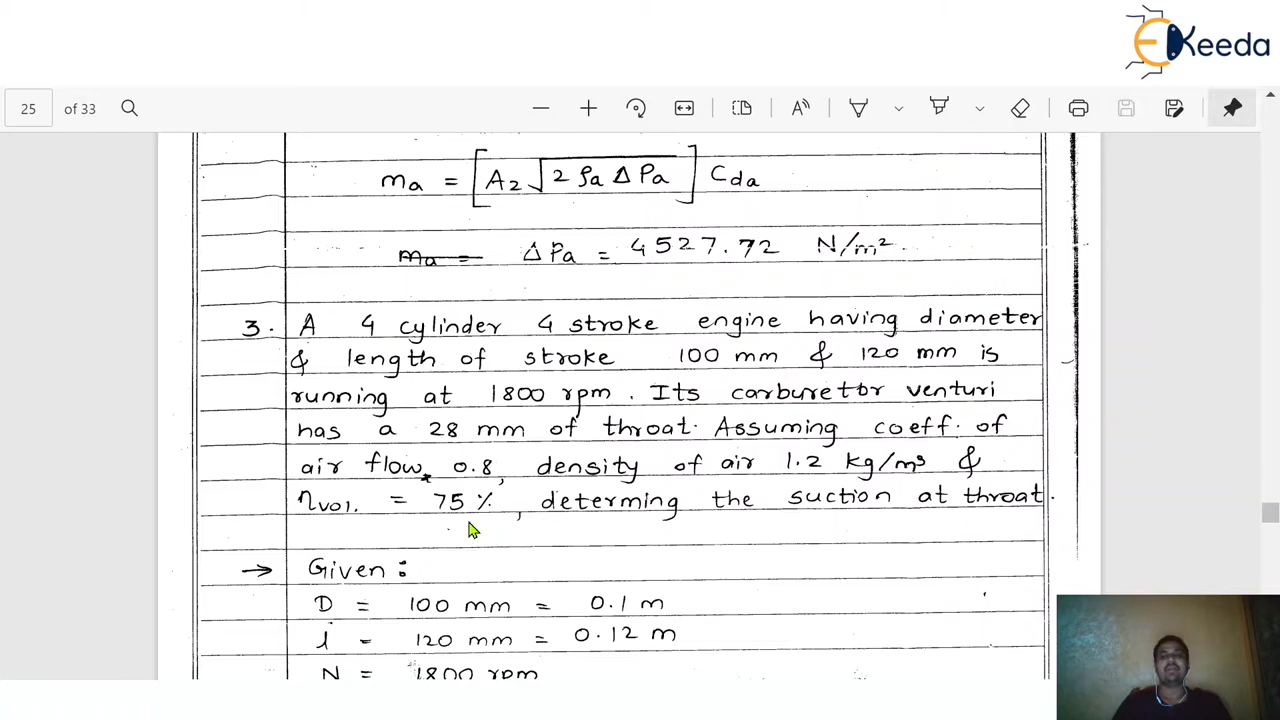 EKeeda
25 of 33
ma = [A2 √2 ρa Δ Pa] Cda
ma = ΔPa = 4527.72 N/m²
3. A 4 cylinder 4 stroke engine having diameter
& length of stroke 100 mm & 120 mm is
running at 1800 rpm. Its carburetor venturi
has a 28 mm of throat. Assuming coeff. of
air flow 0.8, density of air 1.2 kg/m³ &
ηvol. = 75 %, determing the suction at throat.
→ Given :
D = 100 mm = 0.1 m
l = 120 mm = 0.12 m
N = 1800 rpm